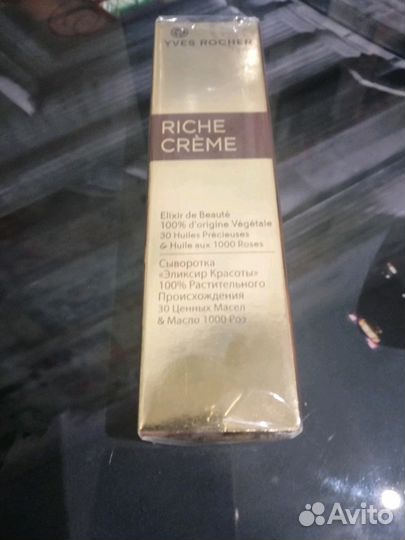 YVES ROCHER
RICHE
CRÈME
Elixir de Beauté
100% d'origine Végétale
30 Huiles Précieuses
& Huile aux 1000 Roses
Сыворотка
«Эликсир Красоты»
100% Растительного
Происхождения
30 Ценных Масел
& Масло 1000 Роз
Avito